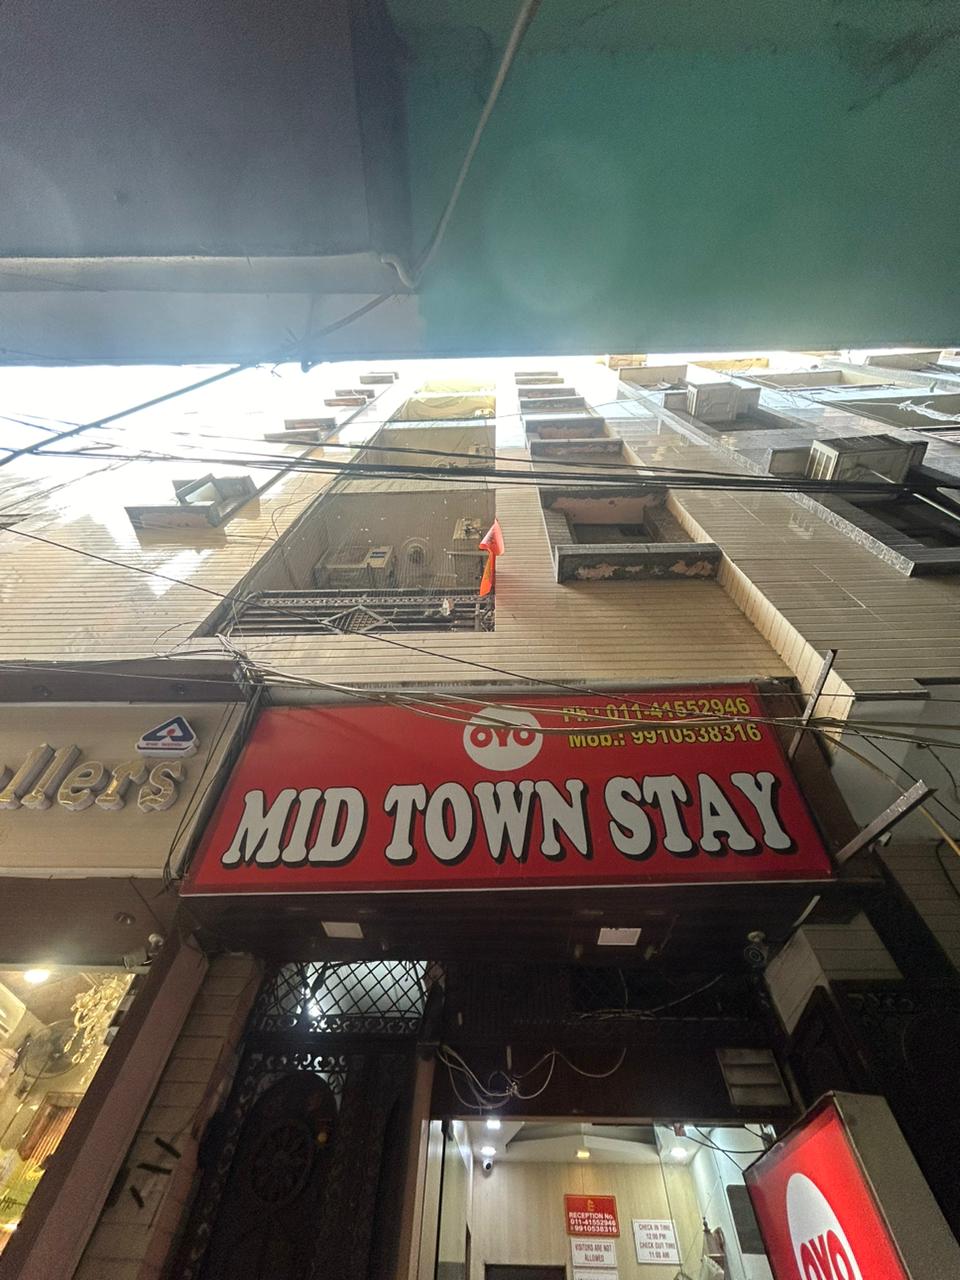 llers
OYO
Ph.: 011-41552946
Mob.: 9910538316
MID TOWN STAY
RECEPTION No.
011-41552946
9910538316
VISITORS ARE NOT
ALLOWED
CHECK IN TIME
12:00 PM
CHECK OUT TIME
11:00 AM
OYO